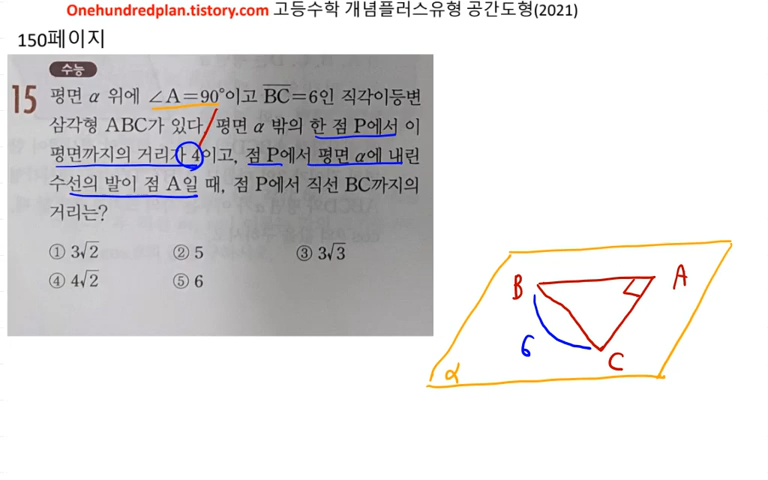 Onehundredplan.tistory.com 고등수학 개념플러스유형 공간도형(2021)
150페이지
수능
15 평면 α 위에 ∠A=90°이고 BC=6인 직각이등변
삼각형 ABC가 있다. 평면 α 밖의 한 점 P에서 이
평면까지의 거리가 4이고, 점 P에서 평면 α에 내린
수선의 발이 점 A일 때, 점 P에서 직선 BC까지의
거리는?
① 3√2 ② 5 ③ 3√3
④ 4√2 ⑤ 6
B A
6
C
α